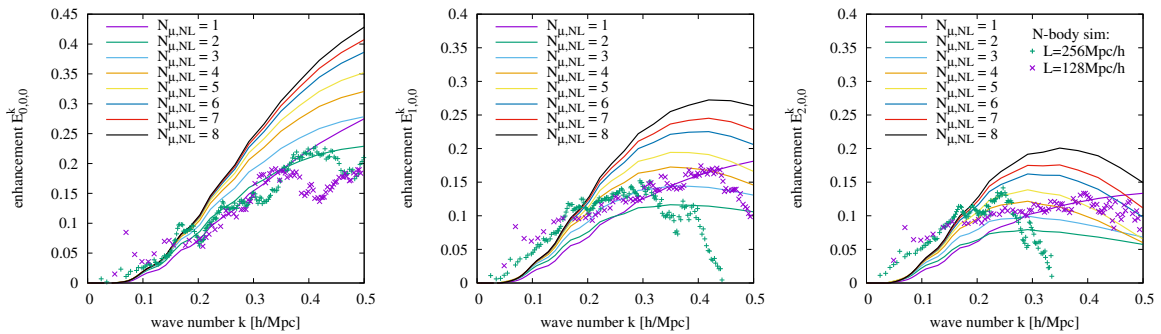 enhancement E^k_{0,0,0}
0.45
0.4
0.35
0.3
0.25
0.2
0.15
0.1
0.05
0
N_{μ,NL} = 1
N_{μ,NL} = 2
N_{μ,NL} = 3
N_{μ,NL} = 4
N_{μ,NL} = 5
N_{μ,NL} = 6
N_{μ,NL} = 7
N_{μ,NL} = 8
0 0.1 0.2 0.3 0.4 0.5
wave number k [h/Mpc]
enhancement E^k_{1,0,0}
0.4
0.35
0.3
0.25
0.2
0.15
0.1
0.05
0
N_{μ,NL} = 1
N_{μ,NL} = 2
N_{μ,NL} = 3
N_{μ,NL} = 4
N_{μ,NL} = 5
N_{μ,NL} = 6
N_{μ,NL} = 7
N_{μ,NL} = 8
0 0.1 0.2 0.3 0.4 0.5
wave number k [h/Mpc]
enhancement E^k_{2,0,0}
0.4
0.35
0.3
0.25
0.2
0.15
0.1
0.05
0
N_{μ,NL} = 1
N_{μ,NL} = 2
N_{μ,NL} = 3
N_{μ,NL} = 4
N_{μ,NL} = 5
N_{μ,NL} = 6
N_{μ,NL} = 7
N_{μ,NL} = 8
N-body sim:
L=256Mpc/h
L=128Mpc/h
0 0.1 0.2 0.3 0.4 0.5
wave number k [h/Mpc]